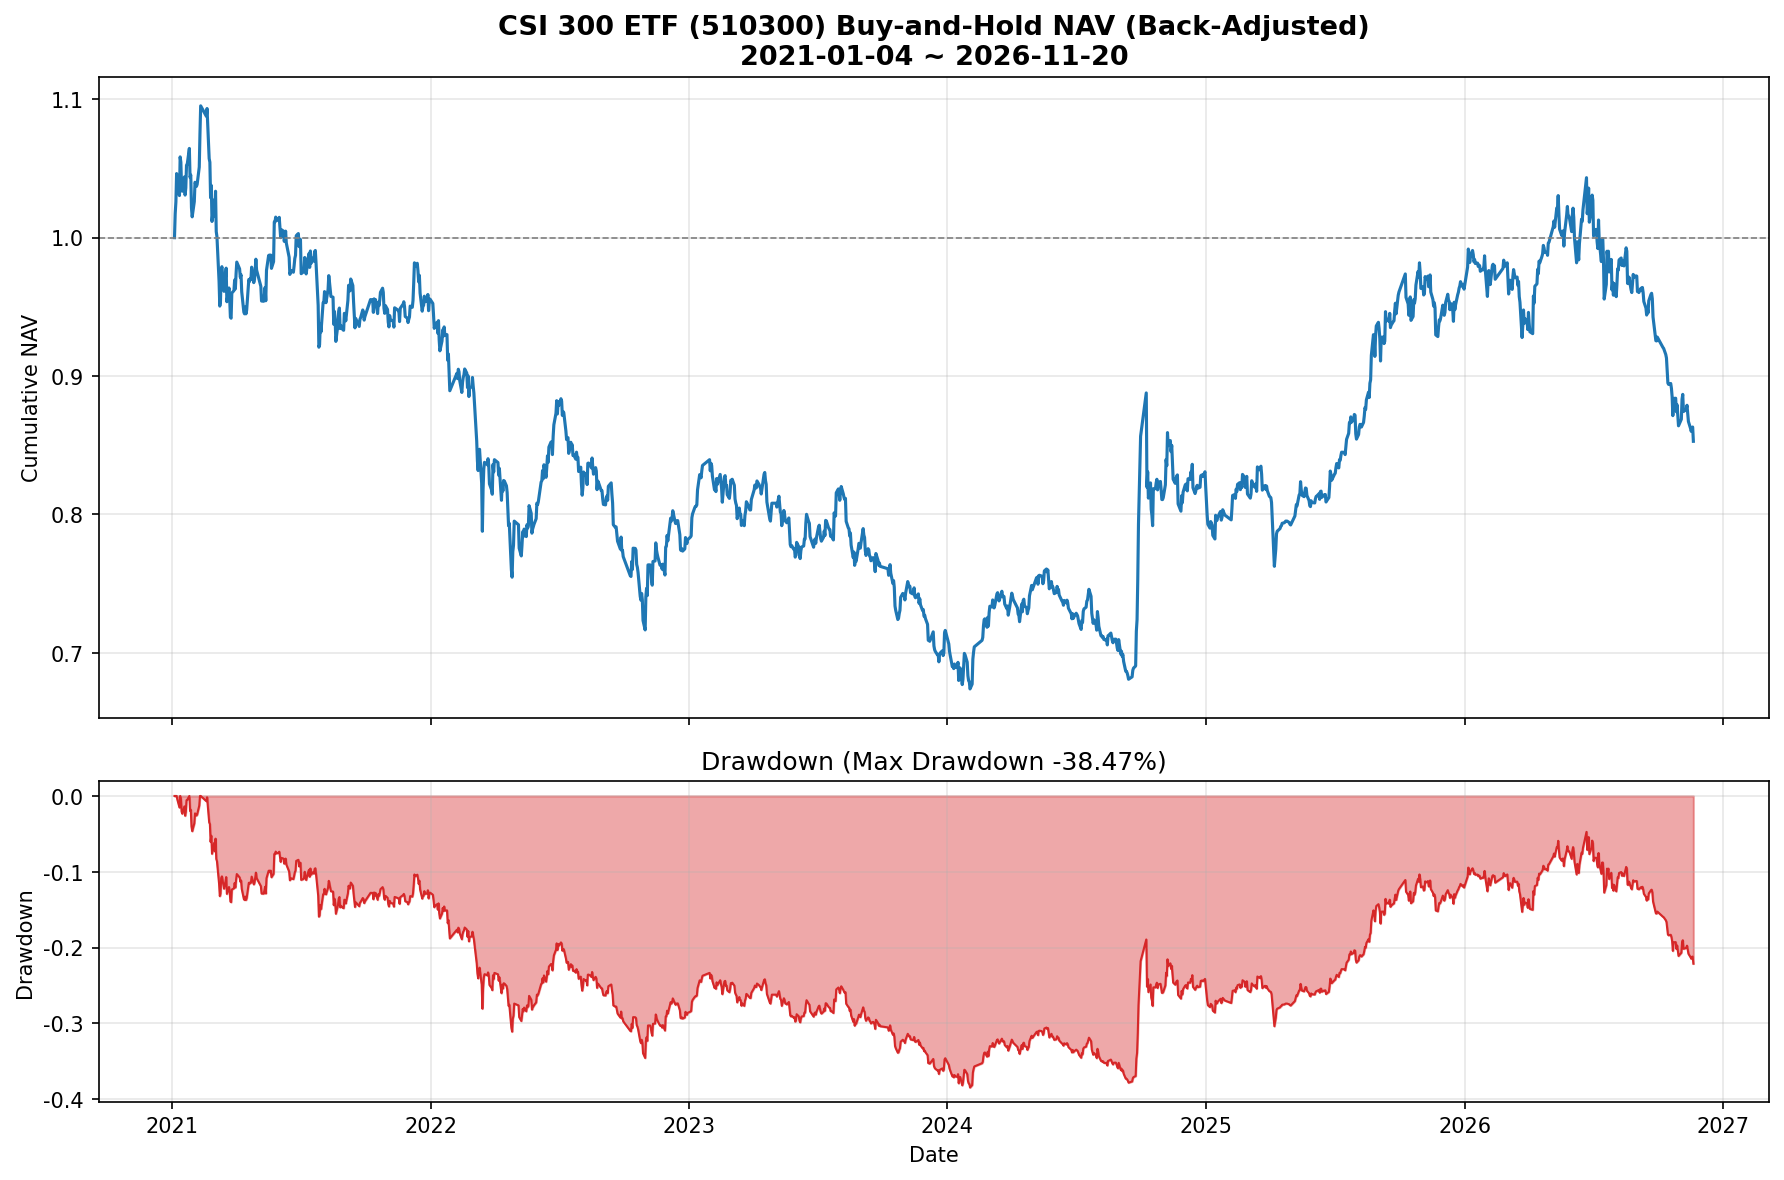 CSI 300 ETF (510300) Buy-and-Hold NAV (Back-Adjusted)
2021-01-04 ~ 2026-11-20
Cumulative NAV
1.1
1.0
0.9
0.8
0.7
Drawdown (Max Drawdown -38.47%)
Drawdown
0.0
-0.1
-0.2
-0.3
-0.4
2021
2022
2023
2024
2025
2026
2027
Date